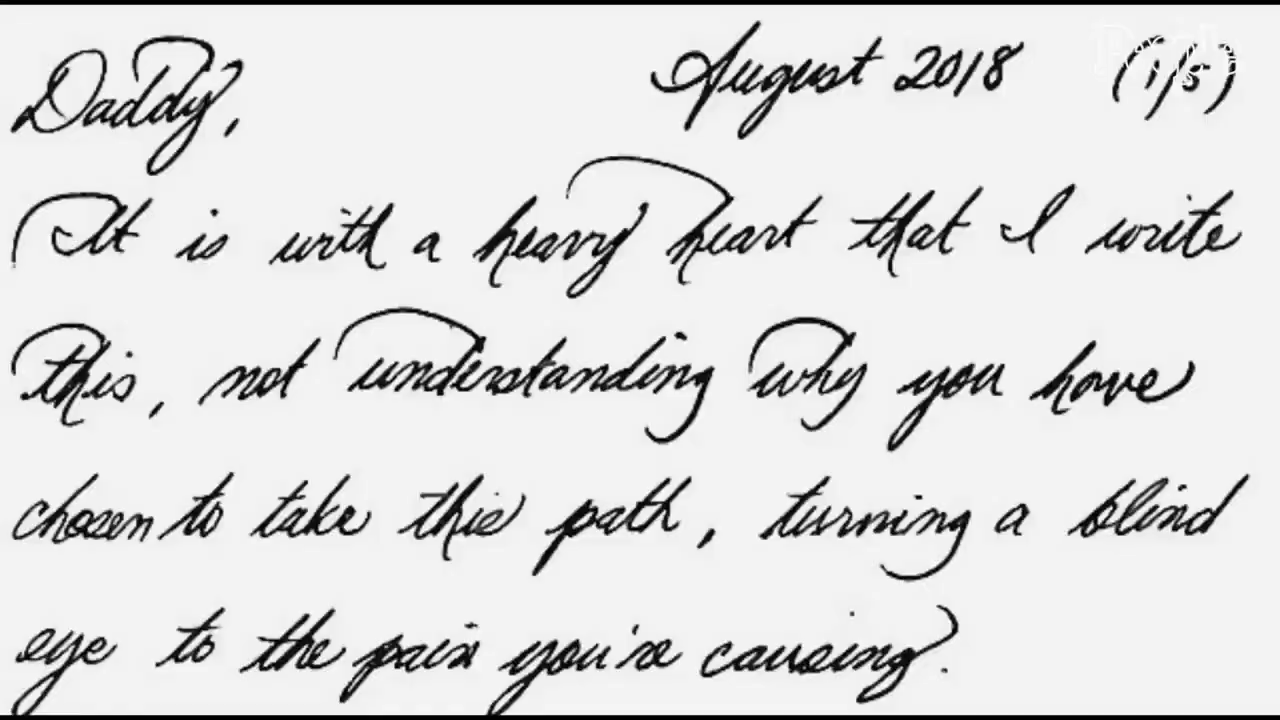 Daddy, August 2018 (1/5)
It is with a heavy heart that I write
this, not understanding why you have
chosen to take this path, turning a blind
eye to the pain you're causing.